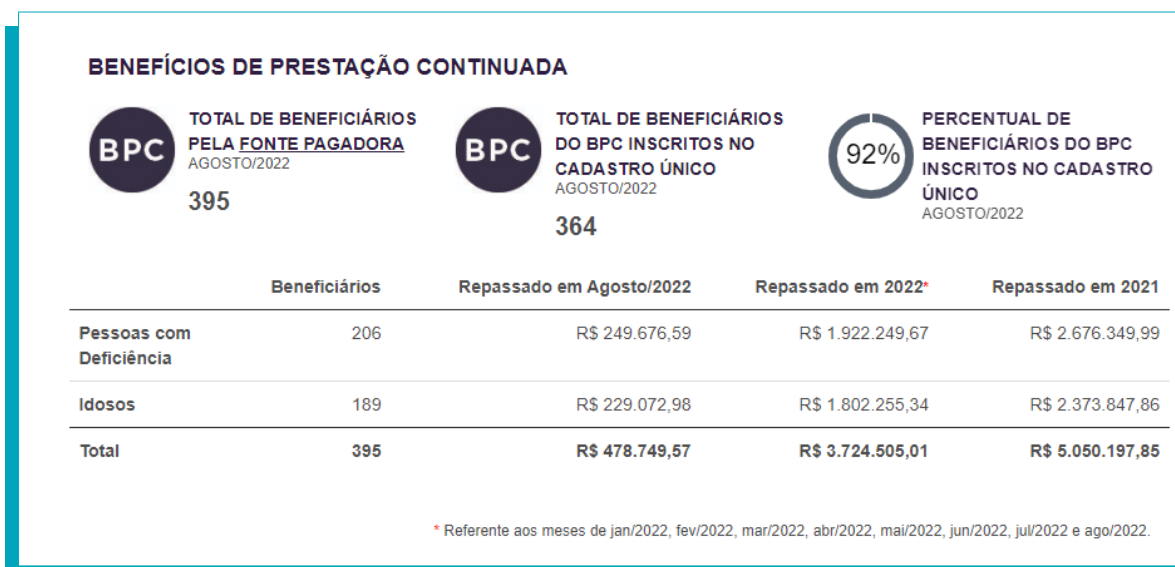 BENEFÍCIOS DE PRESTAÇÃO CONTINUADA
BPC
TOTAL DE BENEFICIÁRIOS
PELA FONTE PAGADORA
AGOSTO/2022
395
BPC
TOTAL DE BENEFICIÁRIOS
DO BPC INSCRITOS NO
CADASTRO ÚNICO
AGOSTO/2022
364
92%
PERCENTUAL DE
BENEFICIÁRIOS DO BPC
INSCRITOS NO CADASTRO
ÚNICO
AGOSTO/2022
Beneficiários Repassado em Agosto/2022 Repassado em 2022* Repassado em 2021
Pessoas com 206 R$ 249.676,59 R$ 1.922.249,67 R$ 2.676.349,99
Deficiência
Idosos 189 R$ 229.072,98 R$ 1.802.255,34 R$ 2.373.847,86
Total 395 R$ 478.749,57 R$ 3.724.505,01 R$ 5.050.197,85
* Referente aos meses de jan/2022, fev/2022, mar/2022, abr/2022, mai/2022, jun/2022, jul/2022 e ago/2022.